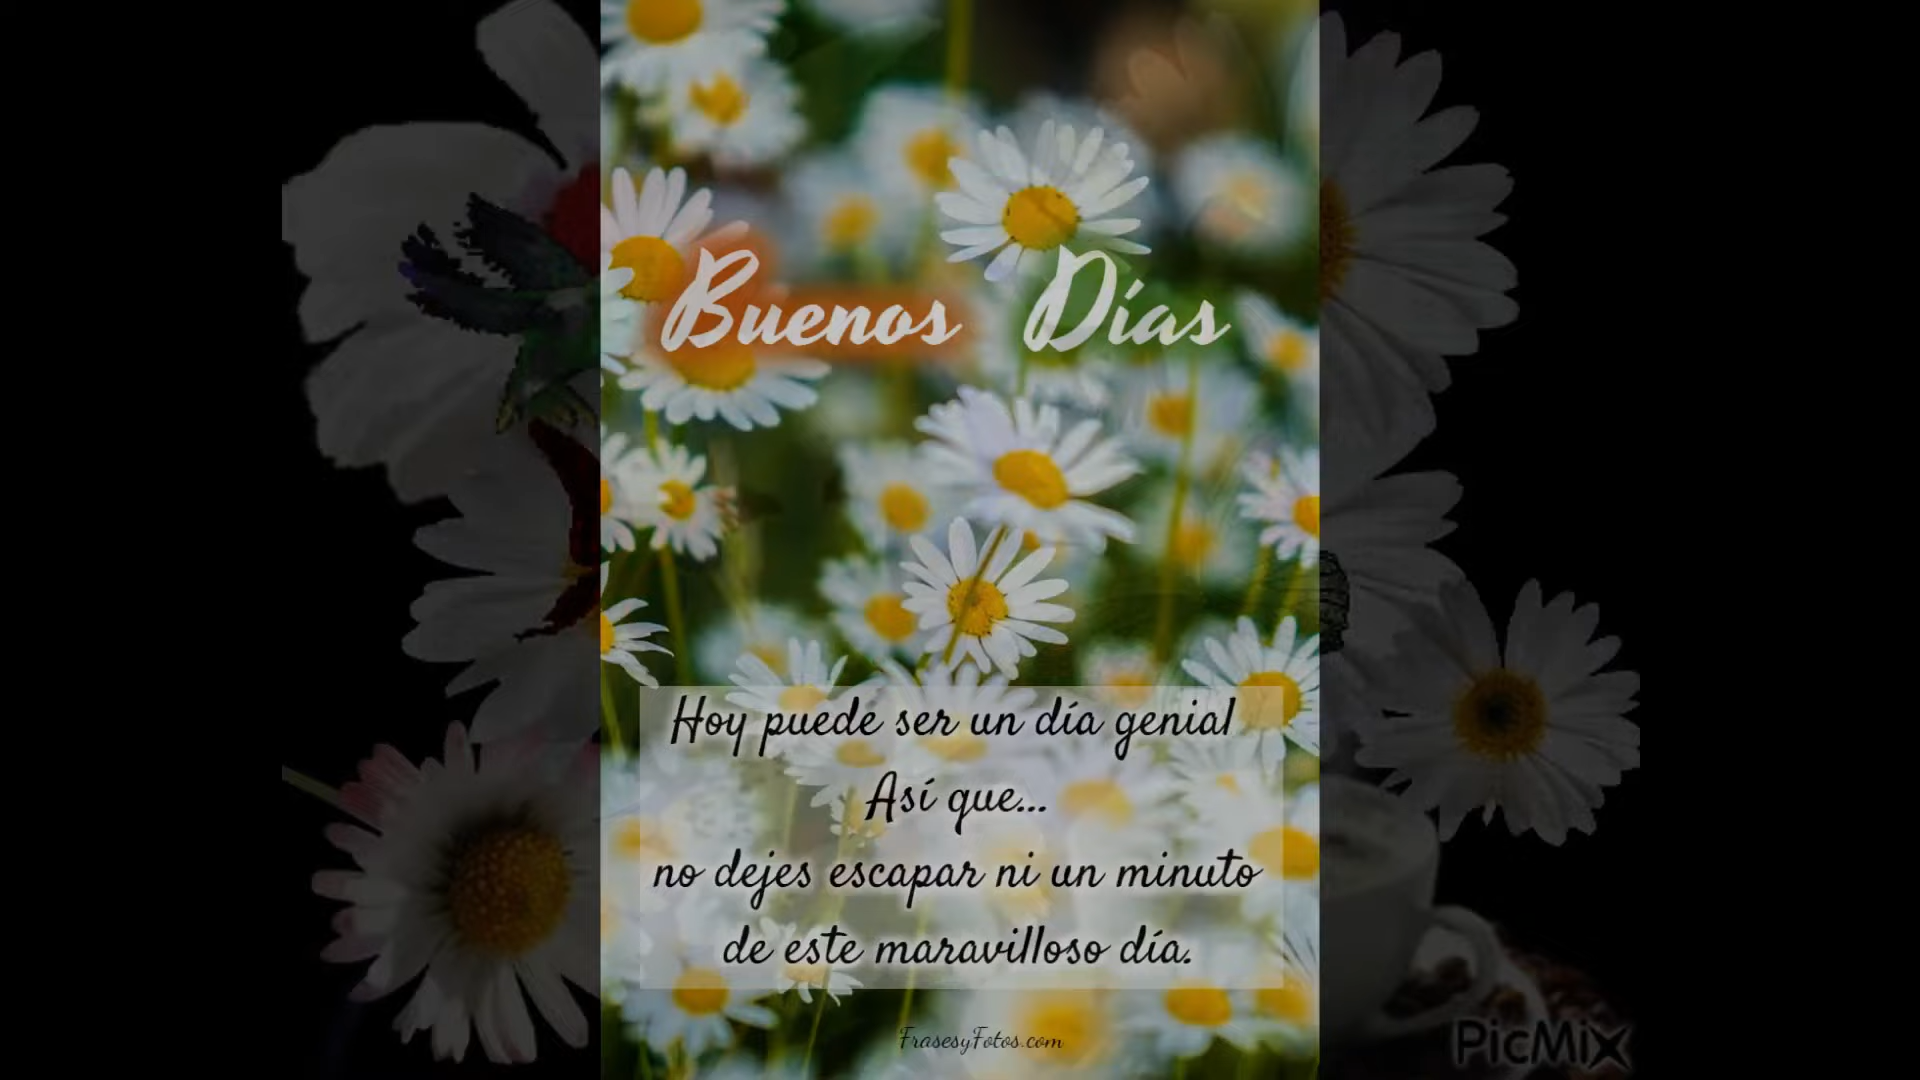 Buenos Días
Hoy puede ser un día genial
Así que...
no dejes escapar ni un minuto
de este maravilloso día.
FrasesyFotos.com
PicMix